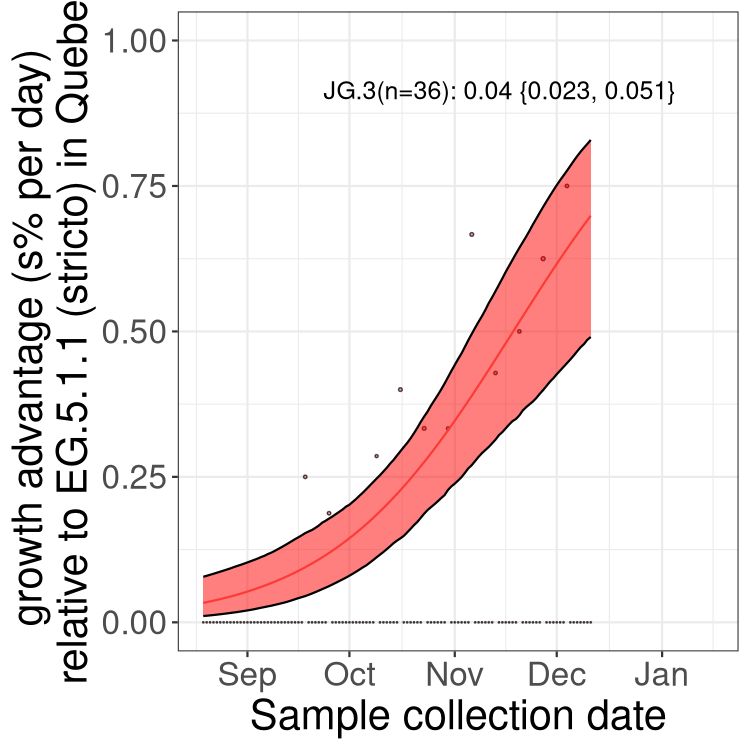 growth advantage (s% per day)
relative to EG.5.1.1 (stricto) in Quebe
1.00
0.75
0.50
0.25
0.00
JG.3(n=36): 0.04 {0.023, 0.051}
Sep Oct Nov Dec Jan
Sample collection date